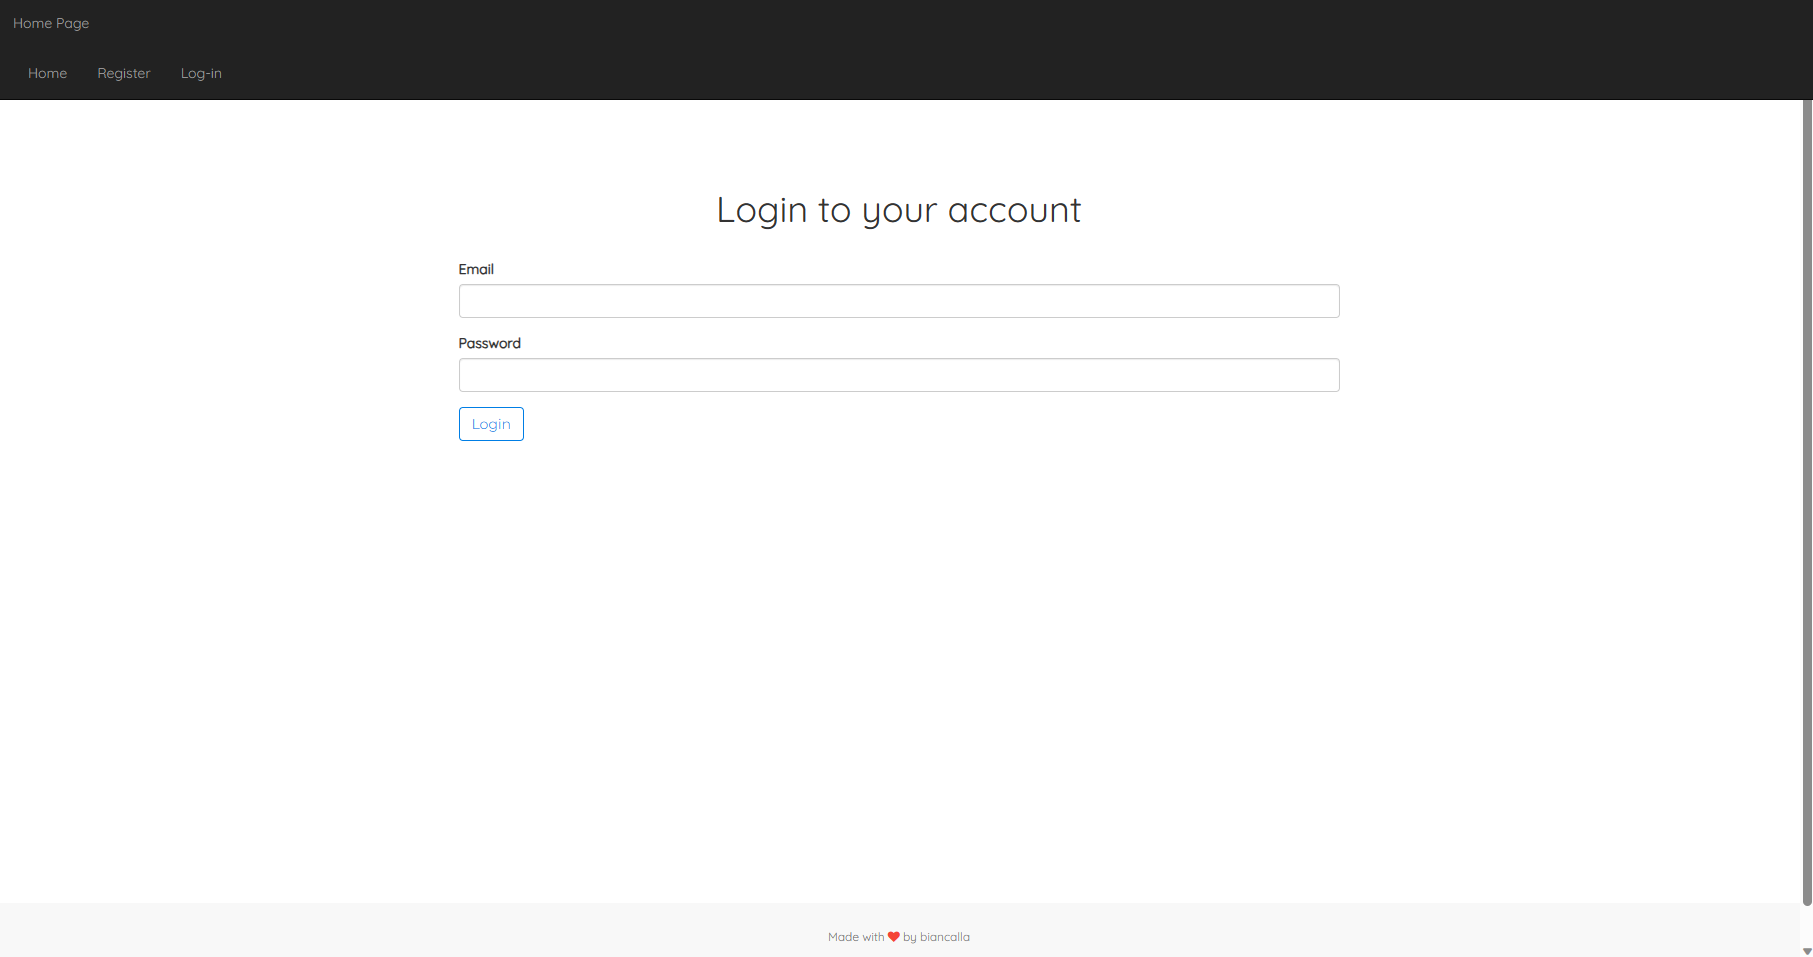 Home Page
Home Register Log-in
Login to your account
Email
Password
Login
Made with ❤ by biancalla